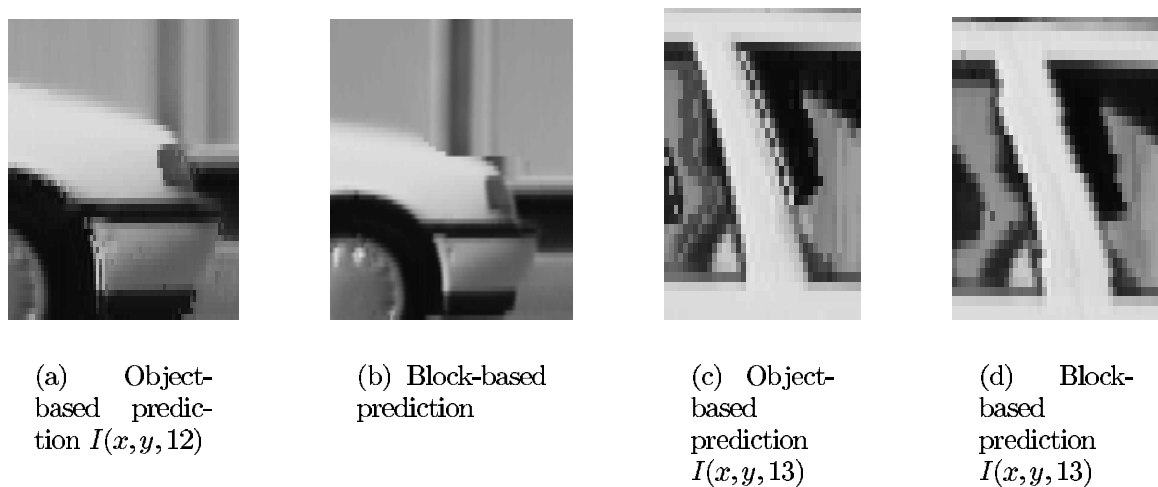 (a) Object-
based predic-
tion I(x, y, 12)
(b) Block-based
prediction
(c) Object-
based
prediction
I(x, y, 13)
(d) Block-
based
prediction
I(x, y, 13)